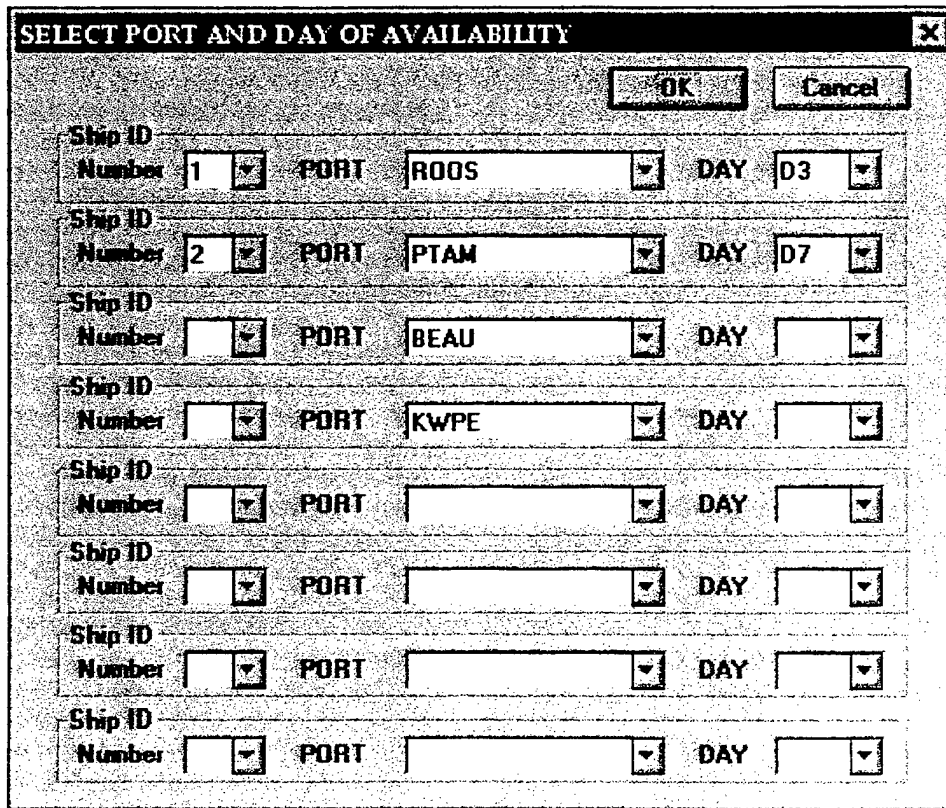 SELECT PORT AND DAY OF AVAILABILITY
OK Cancel
Ship ID
Number 1 PORT ROOS DAY D3
Ship ID
Number 2 PORT PTAM DAY D7
Ship ID
Number PORT BEAU DAY
Ship ID
Number PORT KWPE DAY
Ship ID
Number PORT DAY
Ship ID
Number PORT DAY
Ship ID
Number PORT DAY
Ship ID
Number PORT DAY